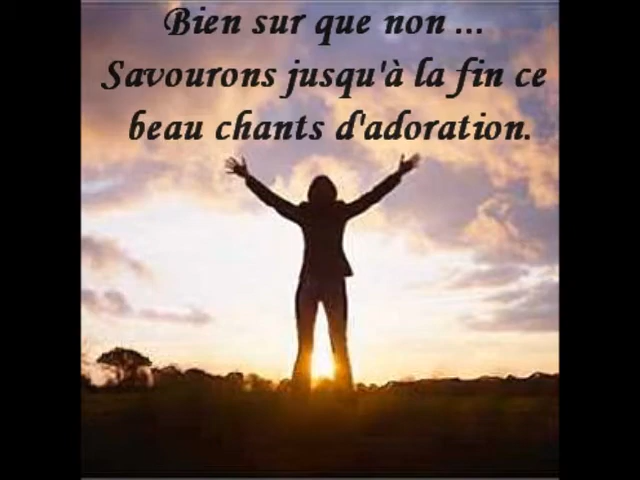 Bien sur que non ...
Savourons jusqu'à la fin ce
beau chants d'adoration.